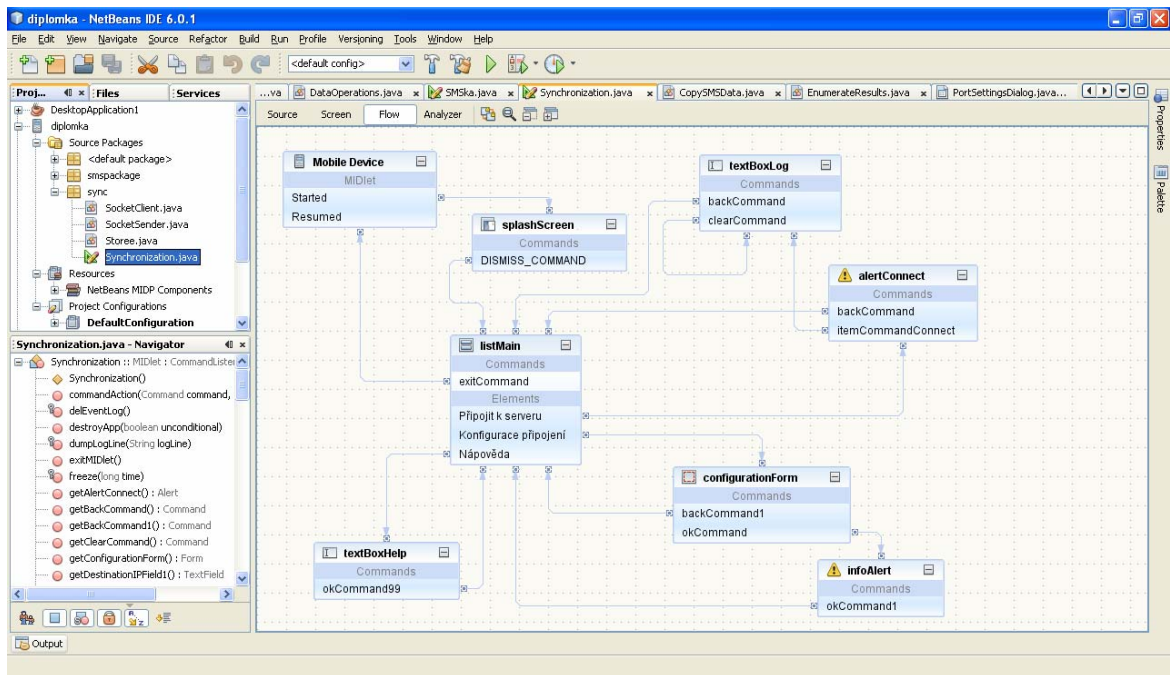 diplomka - NetBeans IDE 6.0.1
File Edit View Navigate Source Refactor Build Run Profile Versioning Tools Window Help
<default config>
Proj... Files Services
DesktopApplication1
diplomka
Source Packages
<default package>
smspackage
sync
SocketClient.java
SocketSender.java
Storee.java
Synchronization.java
Resources
NetBeans MIDP Components
Project Configurations
DefaultConfiguration
Synchronization.java - Navigator
Synchronization :: MIDlet : CommandListener
Synchronization()
commandAction(Command command,
delEventLog()
destroyApp(boolean unconditional)
dumpLogLine(String logLine)
exitMIDlet()
freeze(long time)
getAlertConnect() : Alert
getBackCommand() : Command
getBackCommand1() : Command
getClearCommand() : Command
getConfigurationForm() : Form
getDestinationIPField1() : TextField
Output
...va DataOperations.java SMSka.java Synchronization.java CopySMSData.java EnumerateResults.java PortSettingsDialog.java...
Source Screen Flow Analyzer
Mobile Device
MIDlet
Started
Resumed
splashScreen
Commands
DISMISS_COMMAND
textBoxLog
Commands
backCommand
clearCommand
alertConnect
Commands
backCommand
itemCommandConnect
listMain
Commands
exitCommand
Elements
Připojit k serveru
Konfigurace připojení
Nápověda
configurationForm
Commands
backCommand1
okCommand
textBoxHelp
Commands
okCommand99
infoAlert
Commands
okCommand1
Properties
Palette